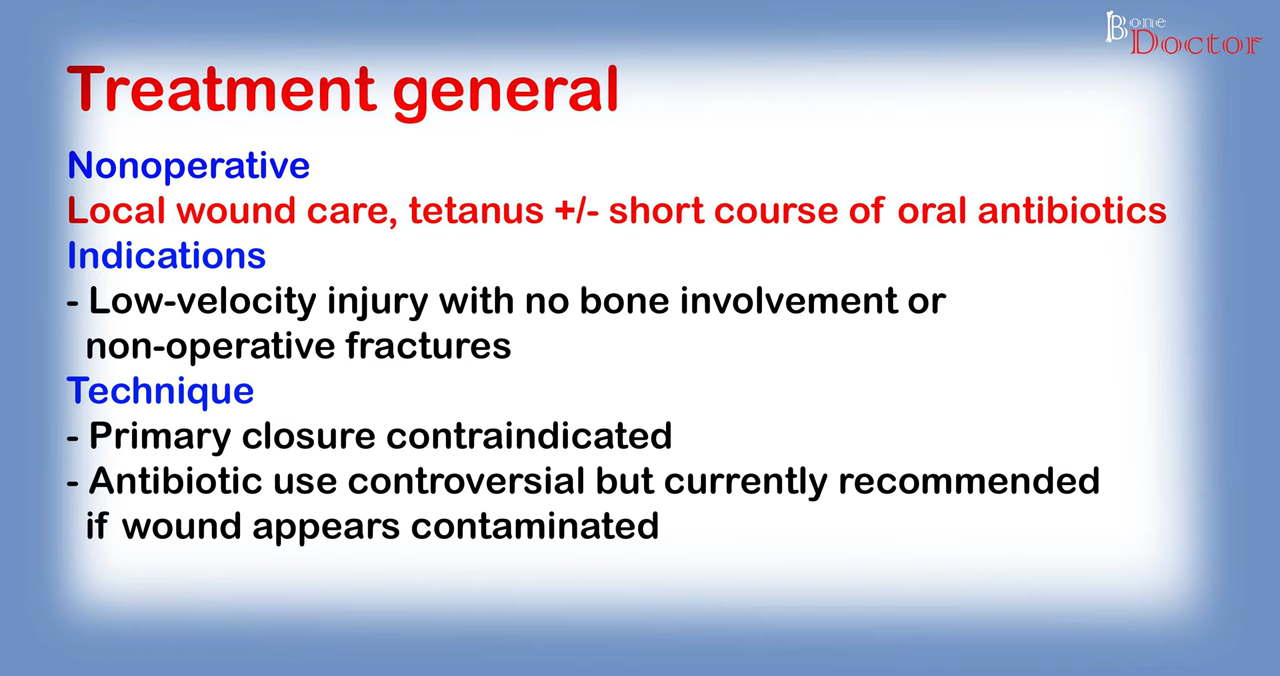 Bone
Doctor
Treatment general
Nonoperative
Local wound care, tetanus +/- short course of oral antibiotics
Indications
- Low-velocity injury with no bone involvement or
non-operative fractures
Technique
- Primary closure contraindicated
- Antibiotic use controversial but currently recommended
if wound appears contaminated